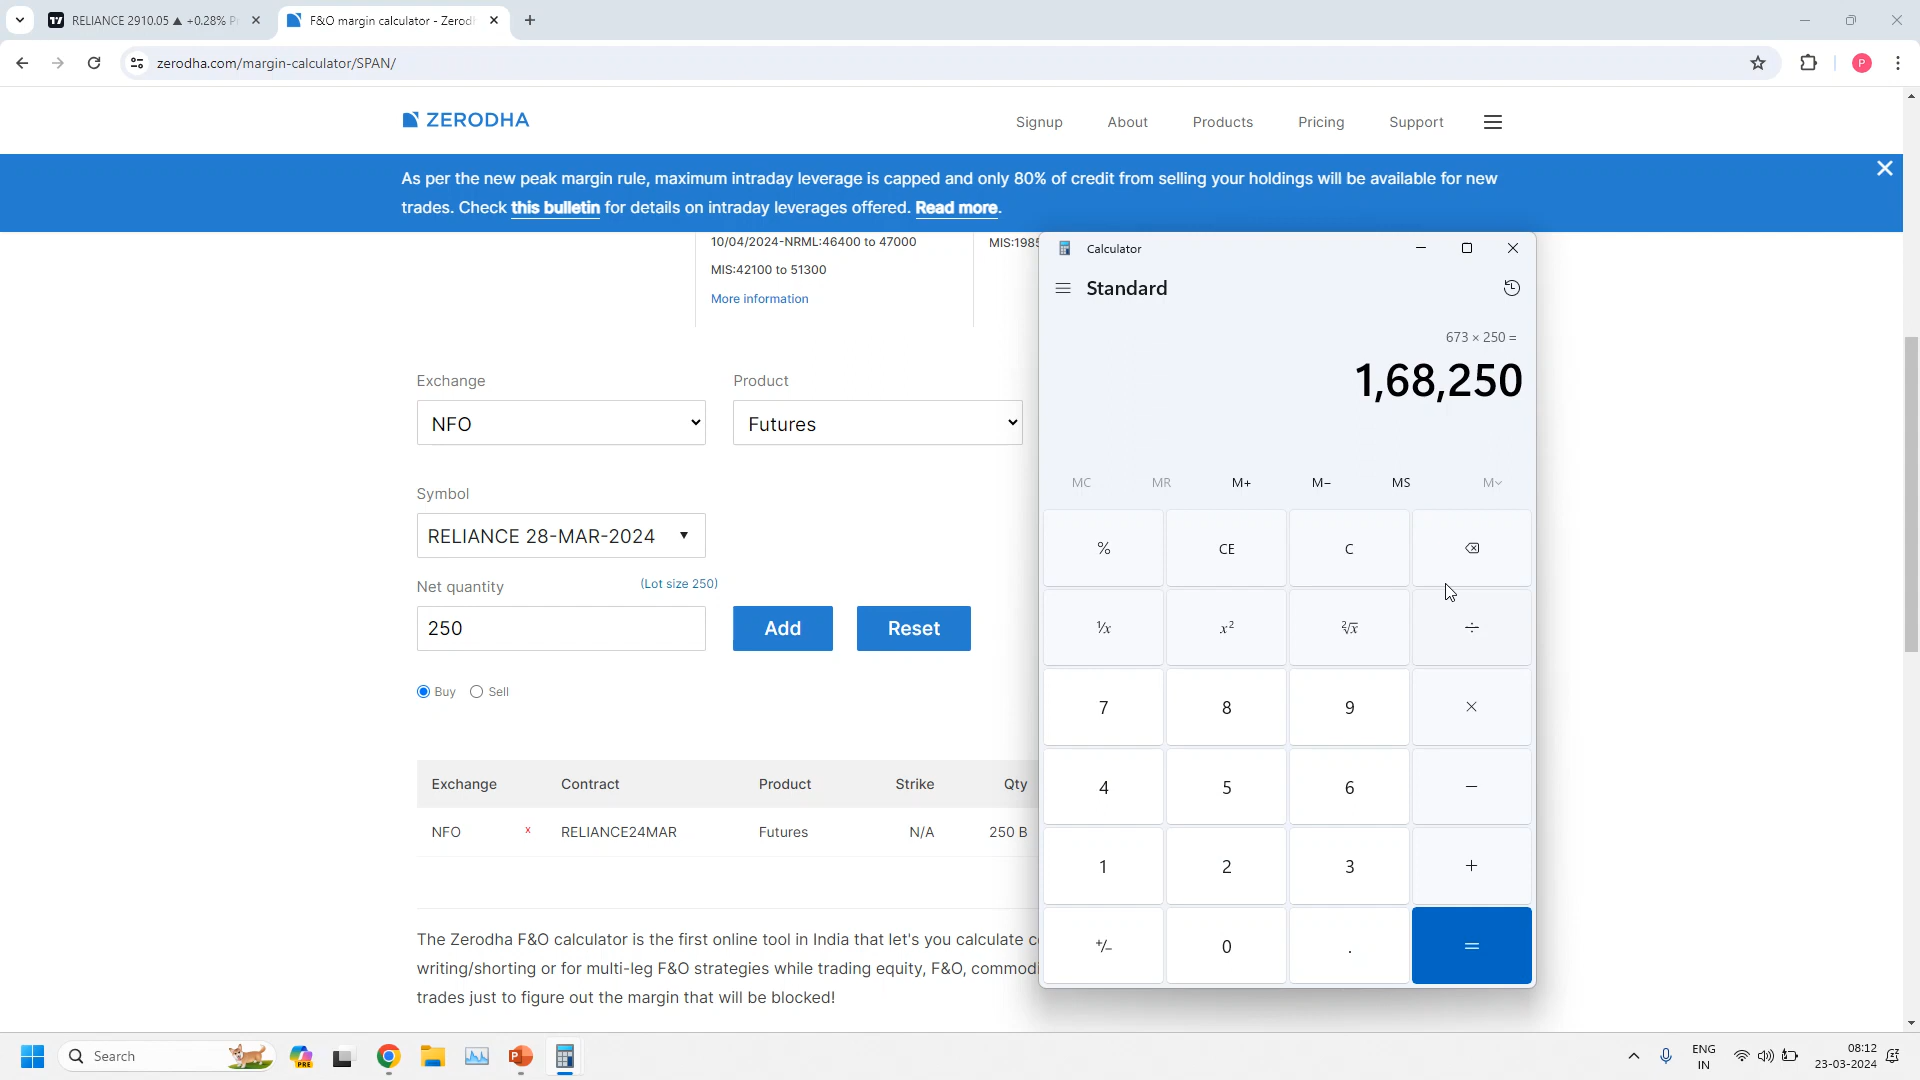 RELIANCE 2910.05 ▲ +0.28% P
F&O margin calculator - Zerod
zerodha.com/margin-calculator/SPAN/
P
ZERODHA
Signup About Products Pricing Support
As per the new peak margin rule, maximum intraday leverage is capped and only 80% of credit from selling your holdings will be available for new
trades. Check this bulletin for details on intraday leverages offered. Read more.
10/04/2024-NRML:46400 to 47000
MIS:42100 to 51300
More information
MIS:1985
Exchange Product
NFO Futures
Symbol
RELIANCE 28-MAR-2024
Net quantity (Lot size 250)
250 Add Reset
Buy Sell
Exchange Contract Product Strike Qty
NFO x RELIANCE24MAR Futures N/A 250 B
The Zerodha F&O calculator is the first online tool in India that let's you calculate c
writing/shorting or for multi-leg F&O strategies while trading equity, F&O, commod
trades just to figure out the margin that will be blocked!
Calculator
Standard
673 × 250 =
1,68,250
MC MR M+ M− MS M˅
% CE C
¹/x x² ²√x ÷
7 8 9 ×
4 5 6 −
1 2 3 +
+/− 0 . =
Search
PRE
P
ENG
IN
08:12
23-03-2024